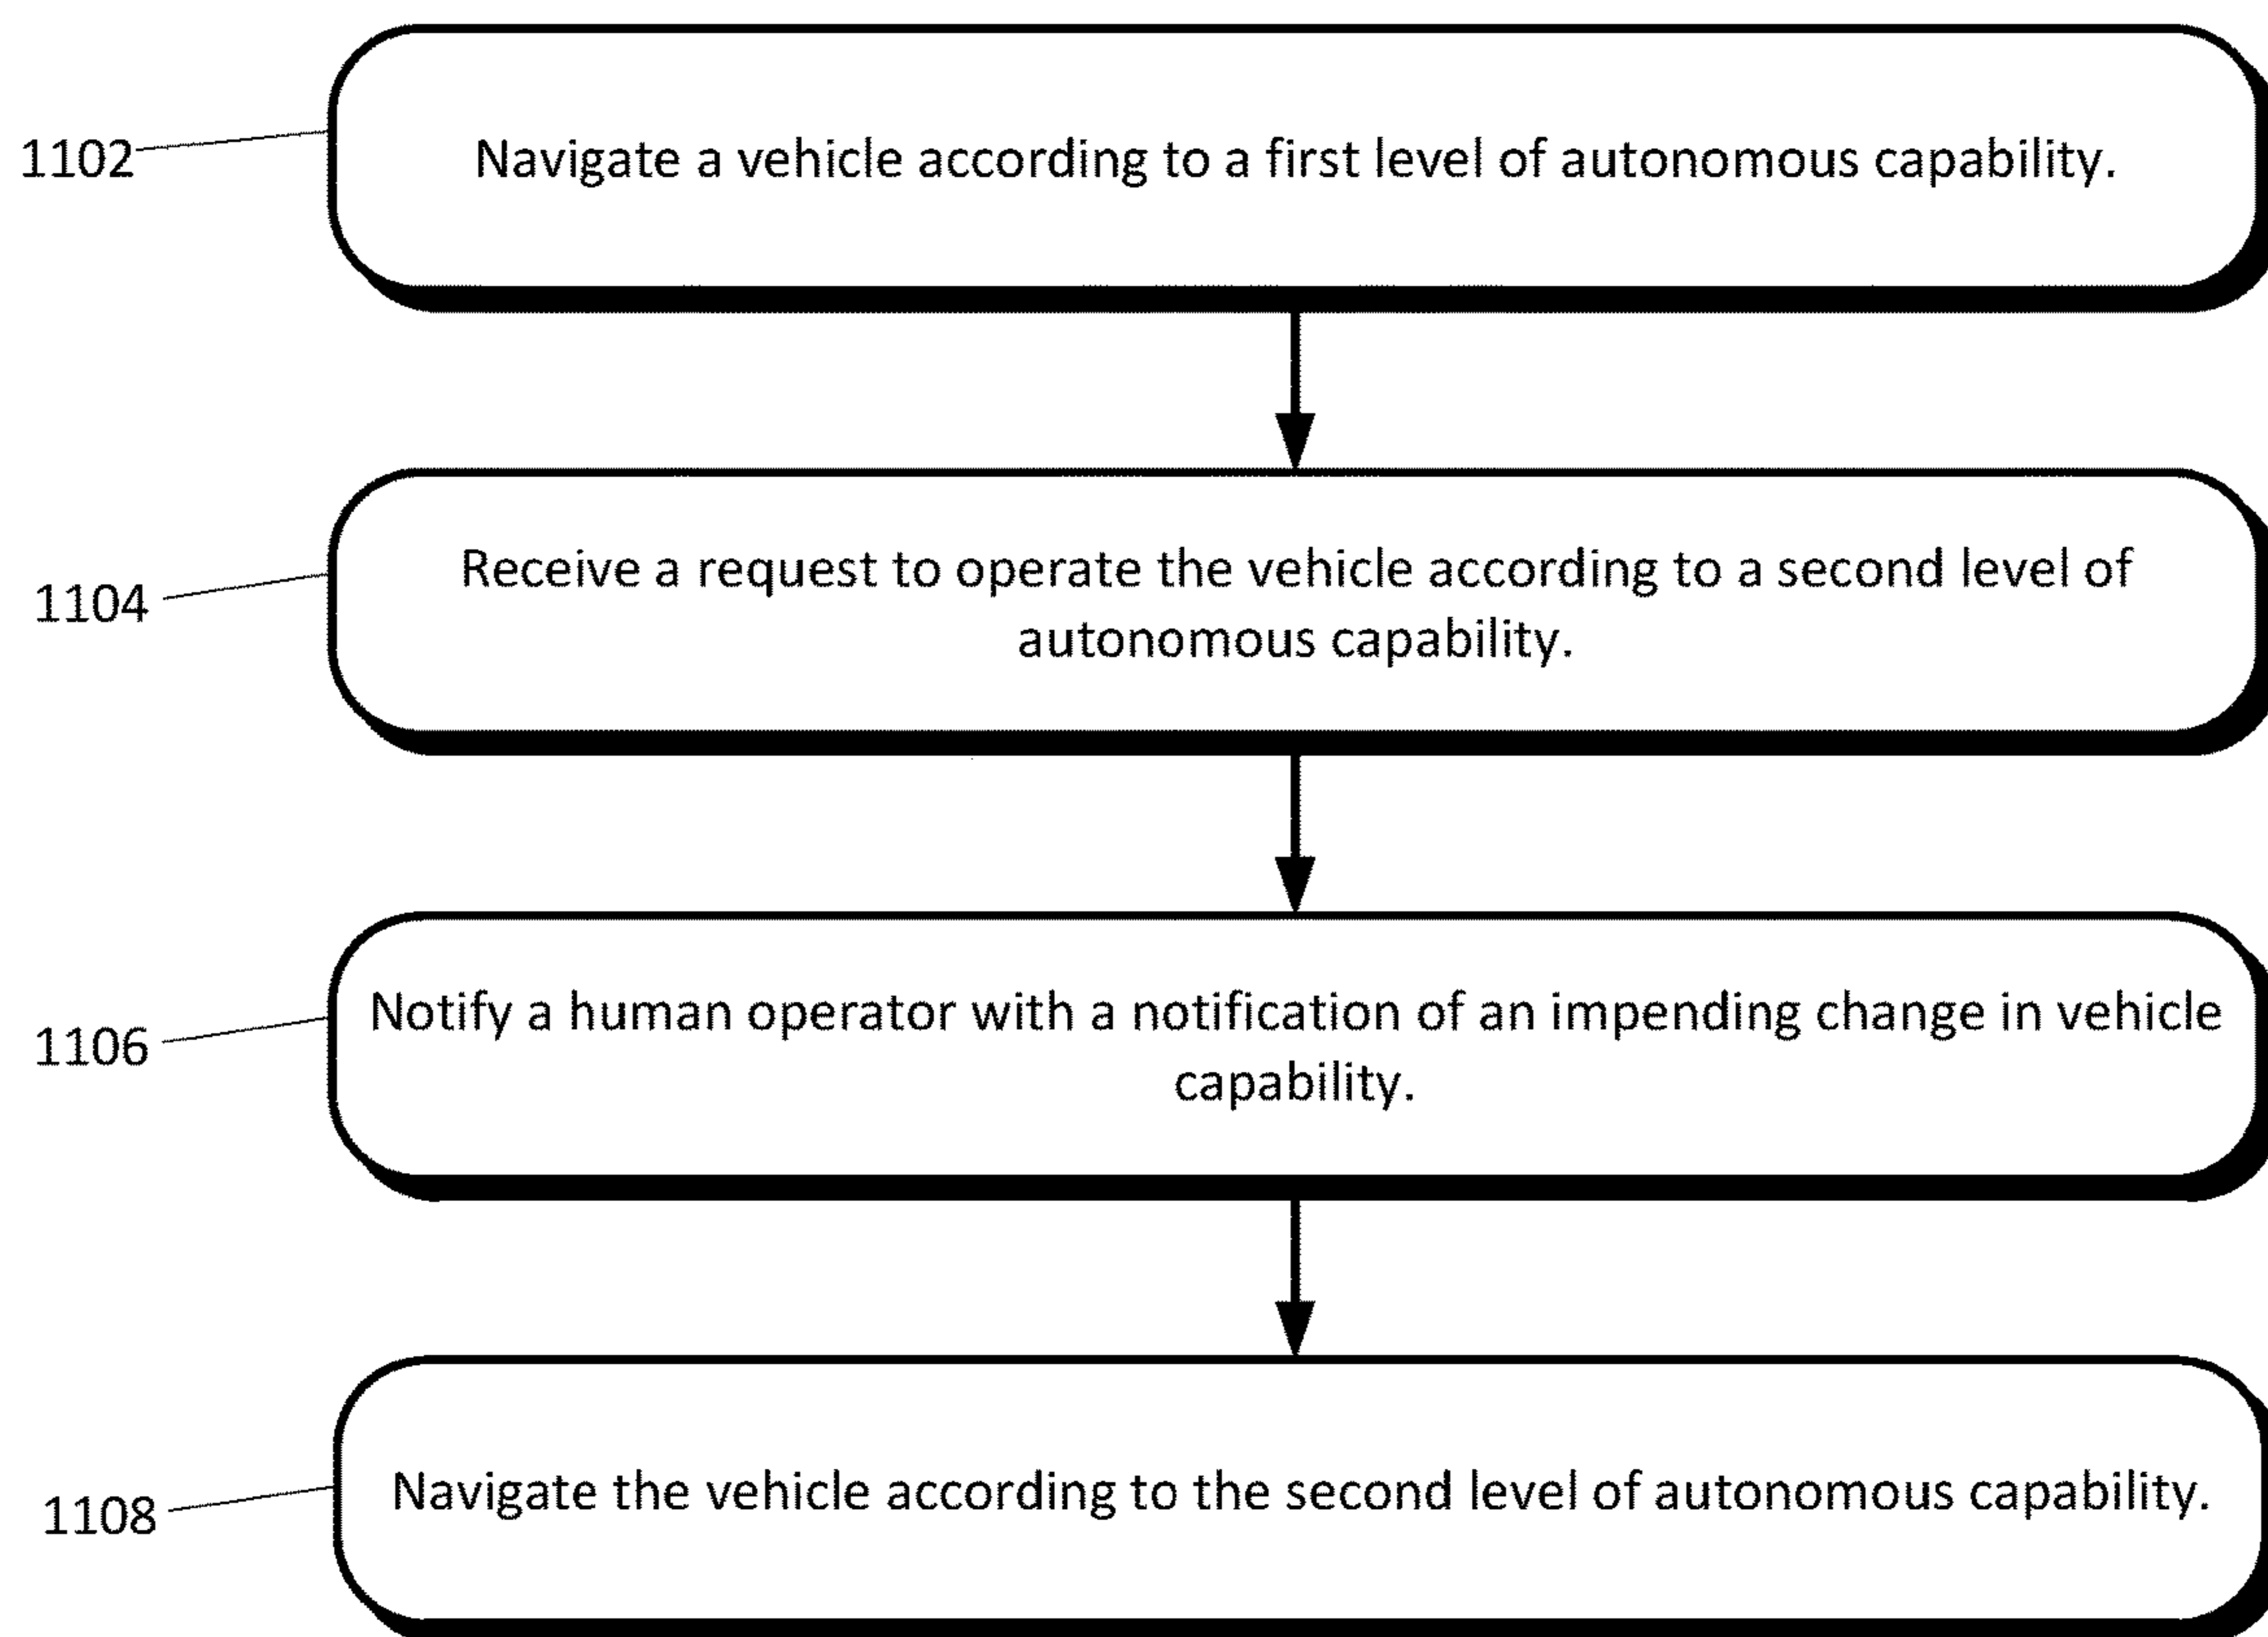 1102
Navigate a vehicle according to a first level of autonomous capability.
1104
Receive a request to operate the vehicle according to a second level of
autonomous capability.
1106
Notify a human operator with a notification of an impending change in vehicle
capability.
1108
Navigate the vehicle according to the second level of autonomous capability.